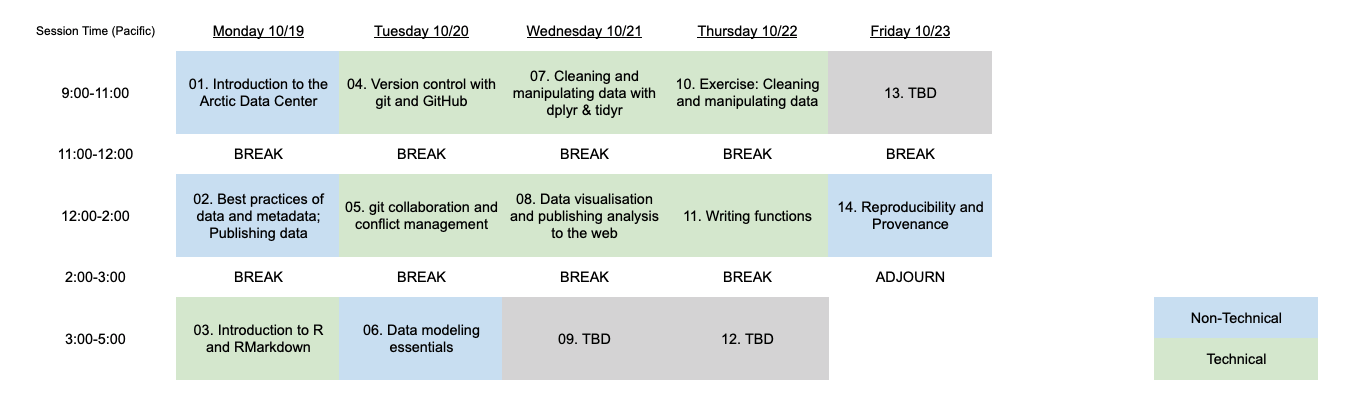 Session Time (Pacific)
Monday 10/19
Tuesday 10/20
Wednesday 10/21
Thursday 10/22
Friday 10/23
9:00-11:00
01. Introduction to the
Arctic Data Center
04. Version control with
git and GitHub
07. Cleaning and
manipulating data with
dplyr & tidyr
10. Exercise: Cleaning
and manipulating data
13. TBD
11:00-12:00
BREAK
BREAK
BREAK
BREAK
BREAK
12:00-2:00
02. Best practices of
data and metadata;
Publishing data
05. git collaboration and
conflict management
08. Data visualisation
and publishing analysis
to the web
11. Writing functions
14. Reproducibility and
Provenance
2:00-3:00
BREAK
BREAK
BREAK
BREAK
ADJOURN
3:00-5:00
03. Introduction to R
and RMarkdown
06. Data modeling
essentials
09. TBD
12. TBD
Non-Technical
Technical